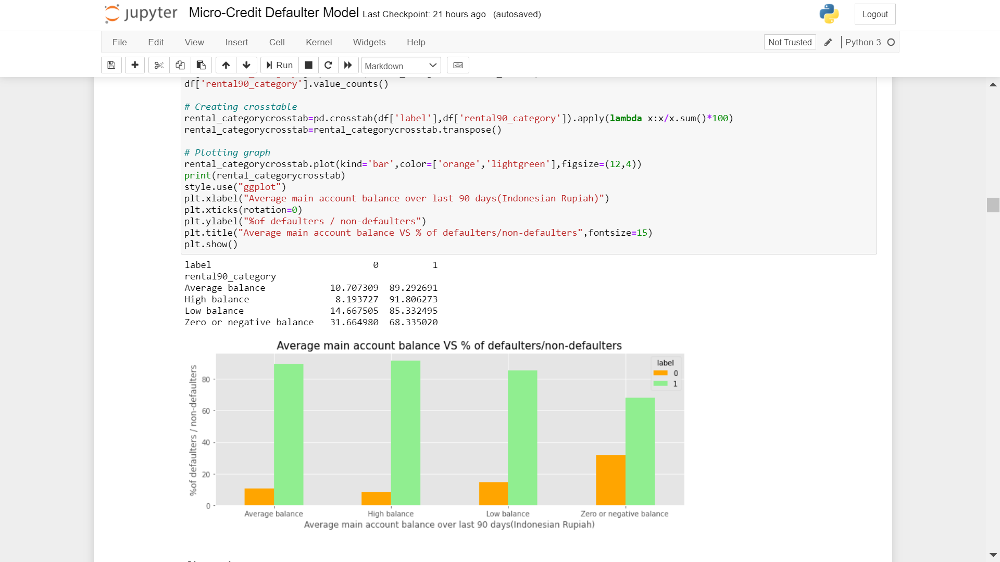 jupyter Micro-Credit Defaulter Model Last Checkpoint: 21 hours ago (autosaved) Logout
File Edit View Insert Cell Kernel Widgets Help Not Trusted Python 3
Run Markdown
df['rental90_category'].value_counts()
# Creating crosstable
rental_categorycrosstab=pd.crosstab(df['label'],df['rental90_category']).apply(lambda x:x/x.sum()*100)
rental_categorycrosstab=rental_categorycrosstab.transpose()
# Plotting graph
rental_categorycrosstab.plot(kind='bar',color=['orange','lightgreen'],figsize=(12,4))
print(rental_categorycrosstab)
style.use("ggplot")
plt.xlabel("Average main account balance over last 90 days(Indonesian Rupiah)")
plt.xticks(rotation=0)
plt.ylabel("%of defaulters / non-defaulters")
plt.title("Average main account balance VS % of defaulters/non-defaulters",fontsize=15)
plt.show()
label 0 1
rental90_category
Average balance 10.707309 89.292691
High balance 8.193727 91.806273
Low balance 14.667505 85.332495
Zero or negative balance 31.664980 68.335020
Average main account balance VS % of defaulters/non-defaulters
label
0
1
%of defaulters / non-defaulters
80
60
40
20
0
Average balance High balance Low balance Zero or negative balance
Average main account balance over last 90 days(Indonesian Rupiah)